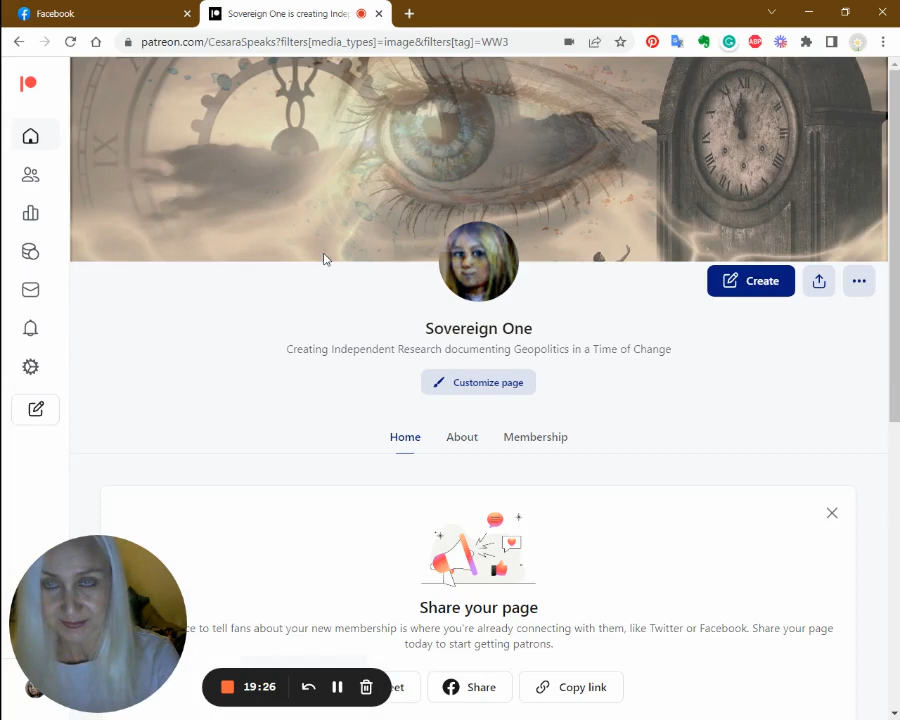 Facebook
Sovereign One is creating Inde
patreon.com/CesaraSpeaks?filters[media_types]=image&filters[tag]=WW3
ABP
Create
Sovereign One
Creating Independent Research documenting Geopolitics in a Time of Change
Customize page
Home About Membership
Share your page
ce to tell fans about your new membership is where you're already connecting with them, like Twitter or Facebook. Share your page
today to start getting patrons.
19:26
et
Share
Copy link